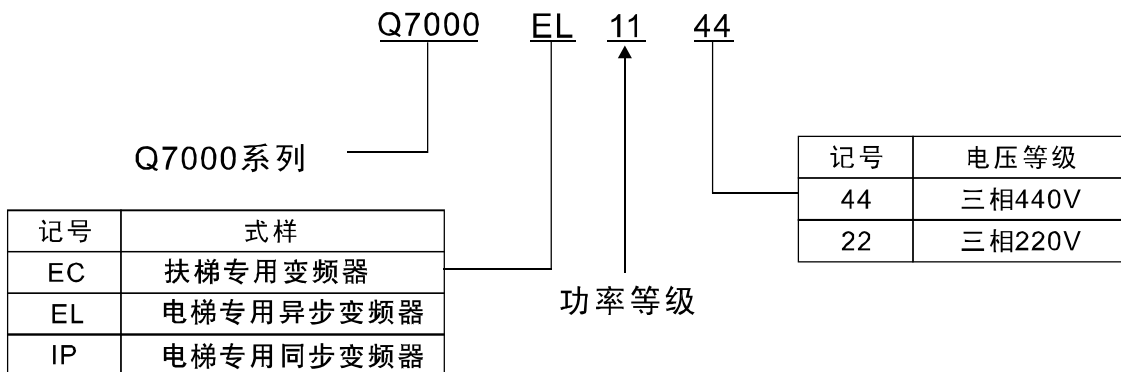 Q7000 EL 11 44
Q7000系列
记号 电压等级
44 三相440V
22 三相220V
记号 式样
EC 扶梯专用变频器
EL 电梯专用异步变频器
IP 电梯专用同步变频器
功率等级